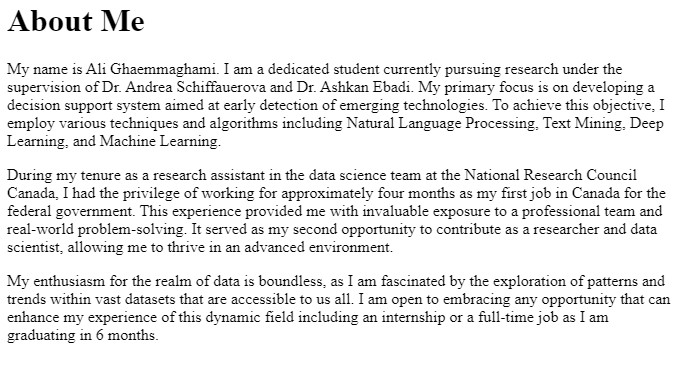 About Me
My name is Ali Ghaemmaghami. I am a dedicated student currently pursuing research under the
supervision of Dr. Andrea Schiffauerova and Dr. Ashkan Ebadi. My primary focus is on developing a
decision support system aimed at early detection of emerging technologies. To achieve this objective, I
employ various techniques and algorithms including Natural Language Processing, Text Mining, Deep
Learning, and Machine Learning.
During my tenure as a research assistant in the data science team at the National Research Council
Canada, I had the privilege of working for approximately four months as my first job in Canada for the
federal government. This experience provided me with invaluable exposure to a professional team and
real-world problem-solving. It served as my second opportunity to contribute as a researcher and data
scientist, allowing me to thrive in an advanced environment.
My enthusiasm for the realm of data is boundless, as I am fascinated by the exploration of patterns and
trends within vast datasets that are accessible to us all. I am open to embracing any opportunity that can
enhance my experience of this dynamic field including an internship or a full-time job as I am
graduating in 6 months.